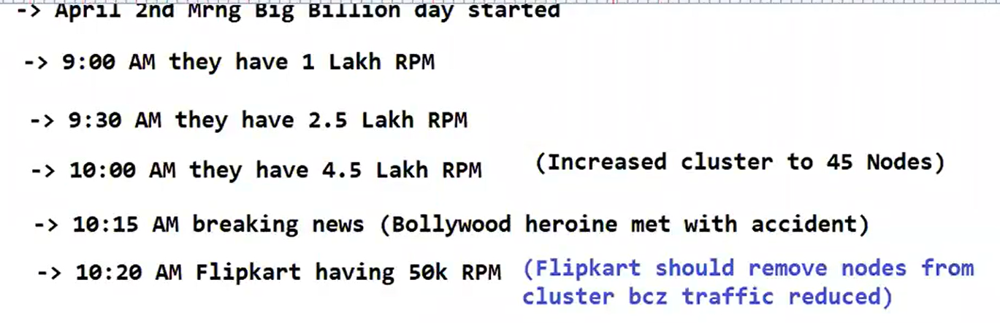 -> April 2nd Mrng Big Billion day started
-> 9:00 AM they have 1 Lakh RPM
-> 9:30 AM they have 2.5 Lakh RPM
-> 10:00 AM they have 4.5 Lakh RPM (Increased cluster to 45 Nodes)
-> 10:15 AM breaking news (Bollywood heroine met with accident)
-> 10:20 AM Flipkart having 50k RPM (Flipkart should remove nodes from
cluster bcz traffic reduced)